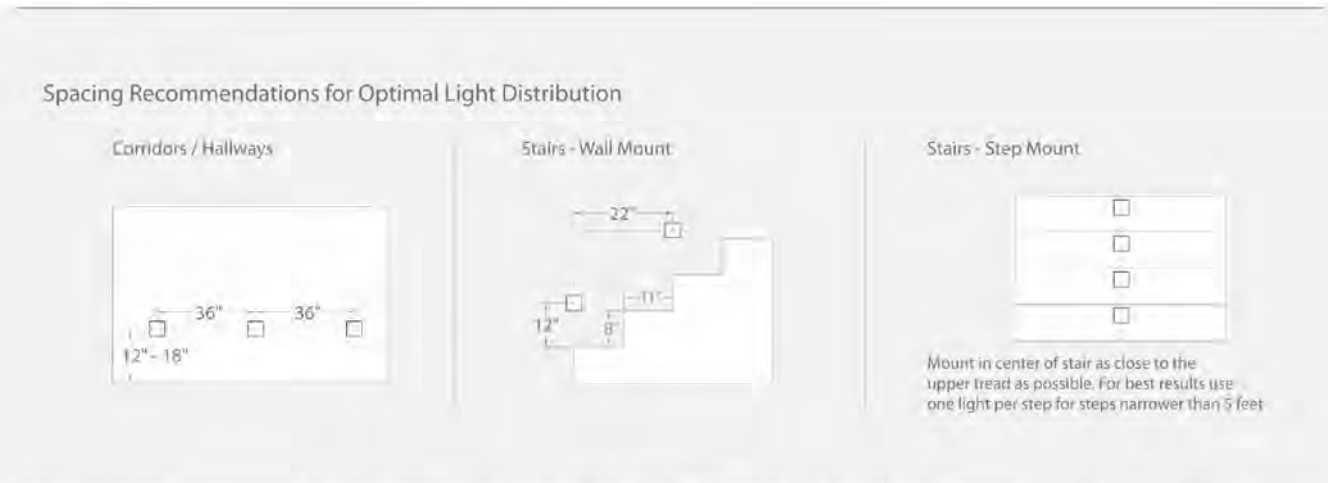 Spacing Recommendations for Optimal Light Distribution
Corridors / Hallways
36"
36"
12" - 18"
Stairs - Wall Mount
22"
11"
12"
8"
Stairs - Step Mount
Mount in center of stair as close to the
upper tread as possible. For best results use
one light per step for steps narrower than 5 feet